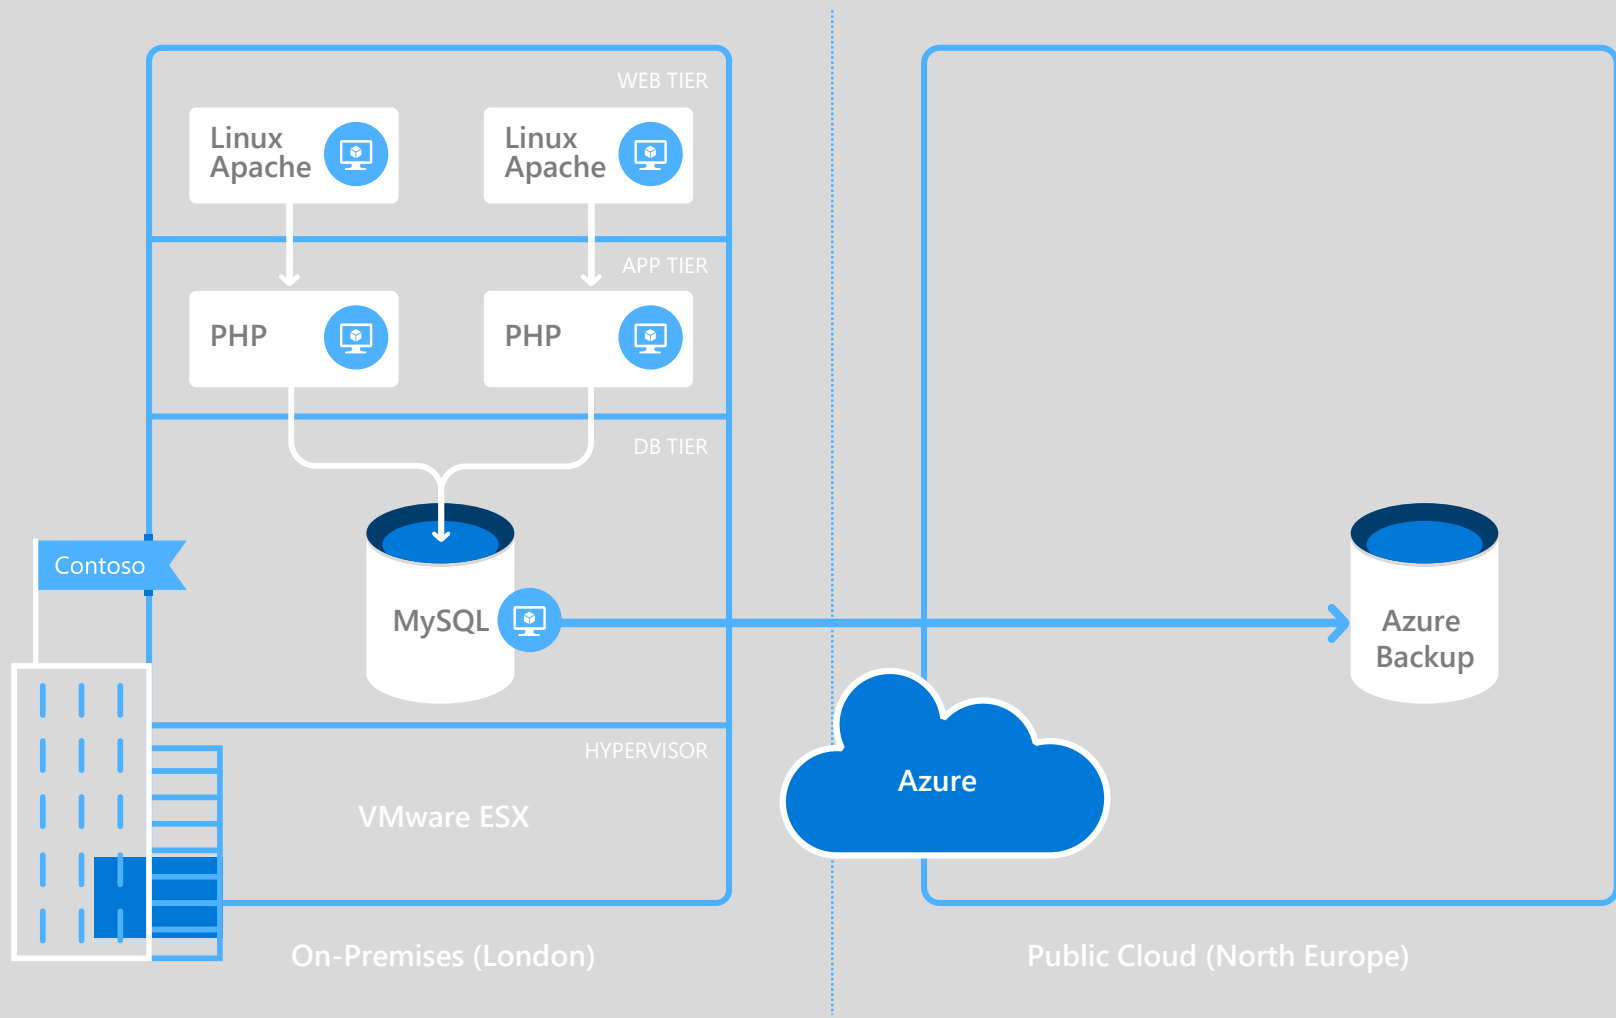 WEB TIER
Linux
Apache
Linux
Apache
APP TIER
PHP
PHP
DB TIER
Contoso
MySQL
Azure
Backup
HYPERVISOR
VMware ESX
Azure
On-Premises (London)
Public Cloud (North Europe)